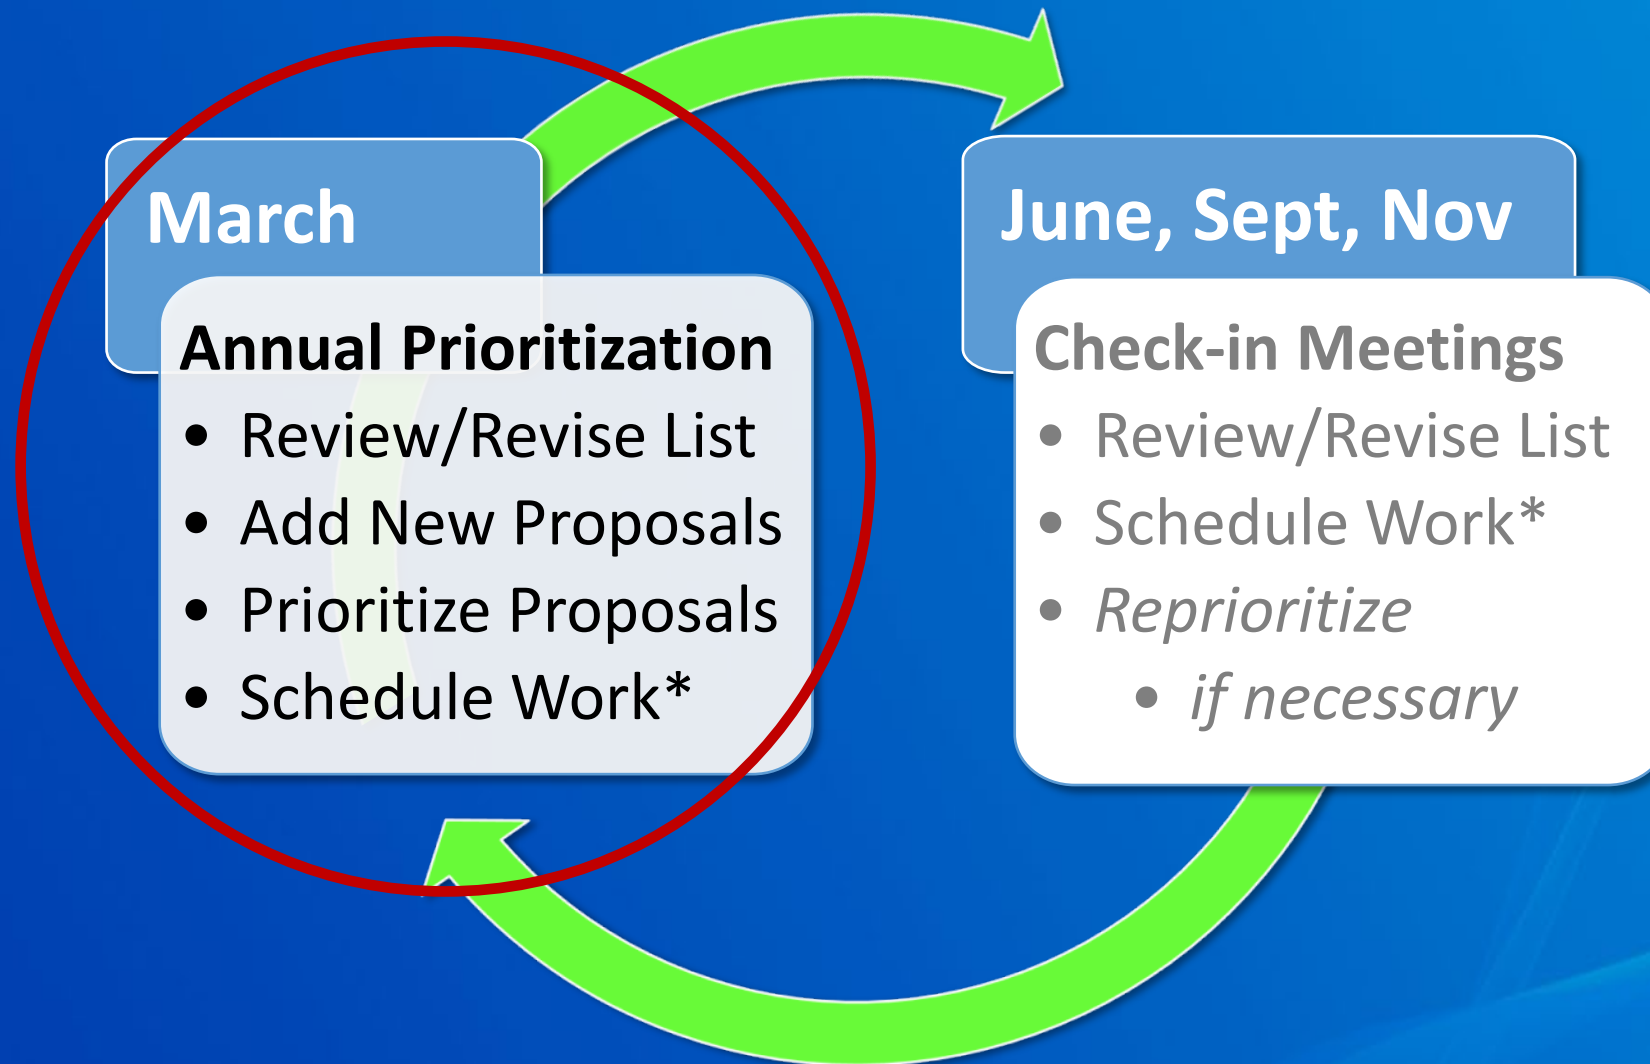 March
Annual Prioritization
• Review/Revise List
• Add New Proposals
• Prioritize Proposals
• Schedule Work*
June, Sept, Nov
Check-in Meetings
• Review/Revise List
• Schedule Work*
• Reprioritize
• if necessary